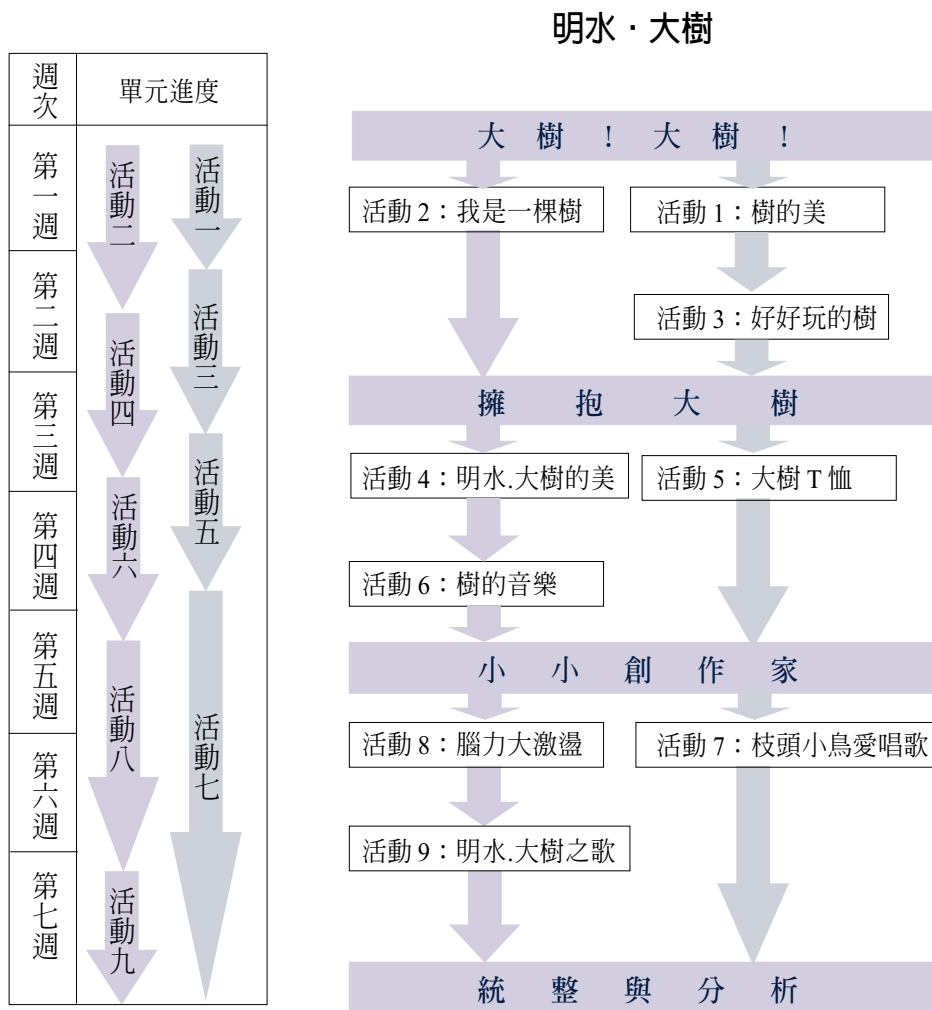 明水．大樹
週次
單元進度
第一週
第二週
第三週
第四週
第五週
第六週
第七週
活動二
活動四
活動六
活動八
活動九
活動一
活動三
活動五
活動七
大樹！大樹！
活動 2：我是一棵樹
活動 1：樹的美
活動 3：好好玩的樹
擁抱大樹
活動 4：明水.大樹的美
活動 5：大樹 T 恤
活動 6：樹的音樂
小小創作家
活動 8：腦力大激盪
活動 7：枝頭小鳥愛唱歌
活動 9：明水.大樹之歌
統整與分析